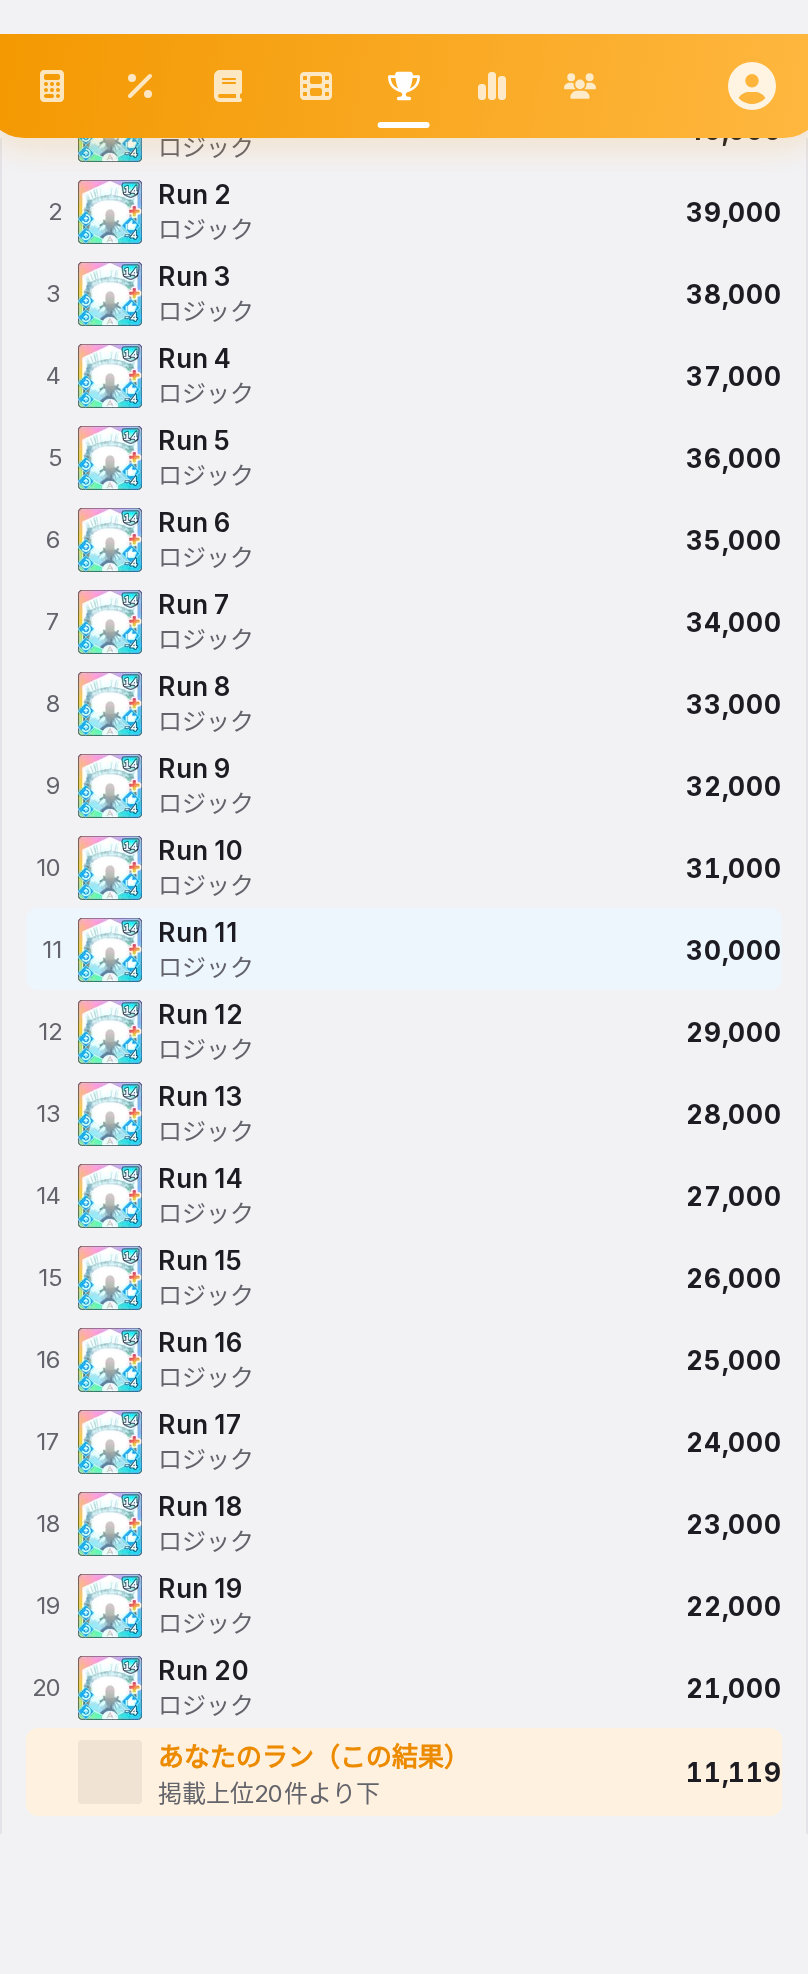 ロジック
2
Run 2
39,000
ロジック
3
Run 3
38,000
ロジック
4
Run 4
37,000
ロジック
5
Run 5
36,000
ロジック
6
Run 6
35,000
ロジック
7
Run 7
34,000
ロジック
8
Run 8
33,000
ロジック
9
Run 9
32,000
ロジック
10
Run 10
31,000
ロジック
11
Run 11
30,000
ロジック
12
Run 12
29,000
ロジック
13
Run 13
28,000
ロジック
14
Run 14
27,000
ロジック
15
Run 15
26,000
ロジック
16
Run 16
25,000
ロジック
17
Run 17
24,000
ロジック
18
Run 18
23,000
ロジック
19
Run 19
22,000
ロジック
20
Run 20
21,000
ロジック
あなたのラン（この結果）
11,119
掲載上位20件より下